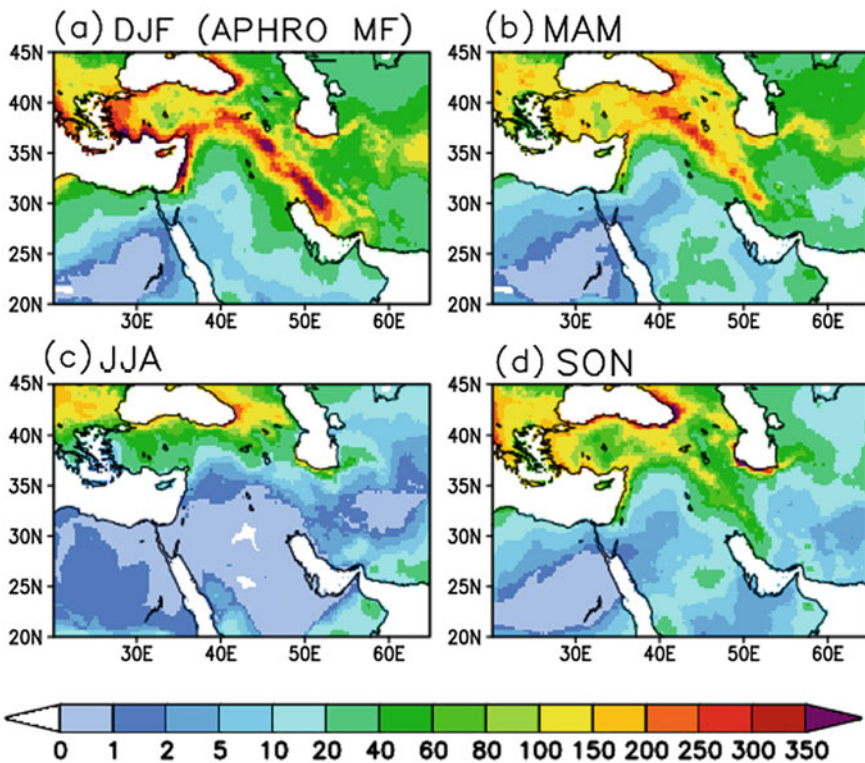 (a) DJF (APHRO MF)
(b) MAM
45N
40N
35N
30N
25N
20N
30E 40E 50E 60E
45N
40N
35N
30N
25N
20N
30E 40E 50E 60E
(c) JJA
(d) SON
45N
40N
35N
30N
25N
20N
30E 40E 50E 60E
45N
40N
35N
30N
25N
20N
30E 40E 50E 60E
0 1 2 5 10 20 40 60 80 100 150 200 250 300 350